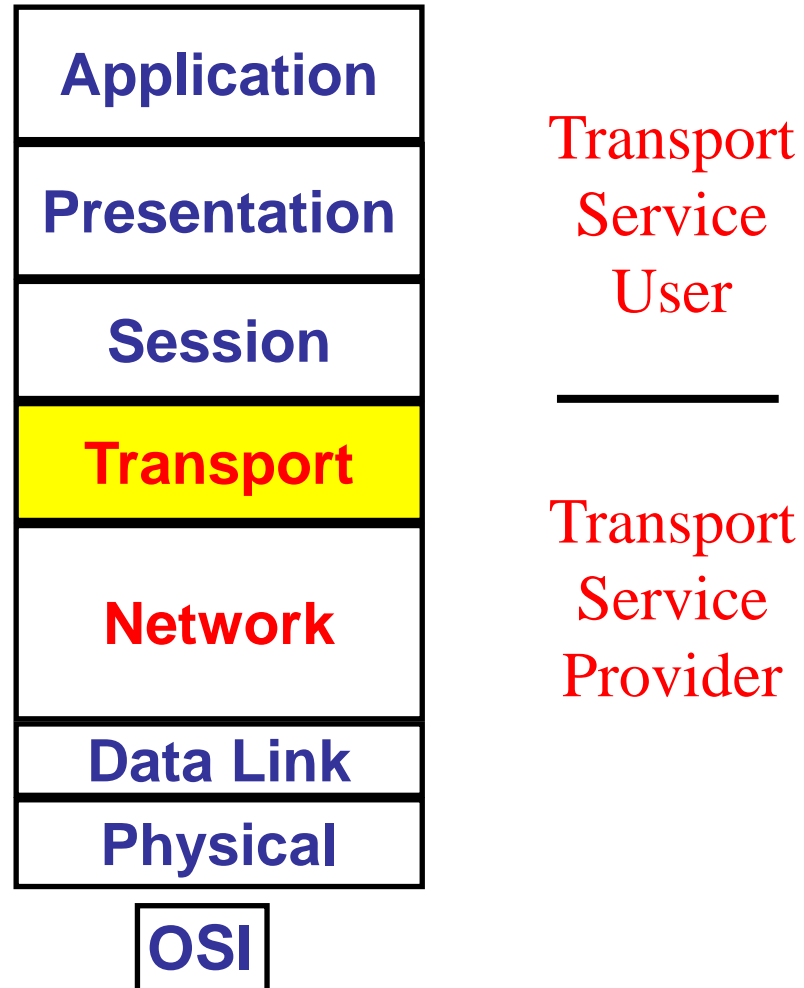 Application
Presentation
Session
Transport
Network
Data Link
Physical
OSI
Transport
Service
User
Transport
Service
Provider